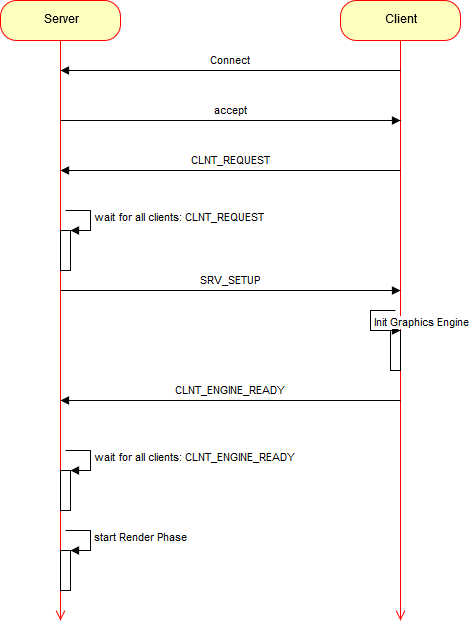 Server
Client
Connect
accept
CLNT_REQUEST
wait for all clients: CLNT_REQUEST
SRV_SETUP
Init Graphics Engine
CLNT_ENGINE_READY
wait for all clients: CLNT_ENGINE_READY
start Render Phase